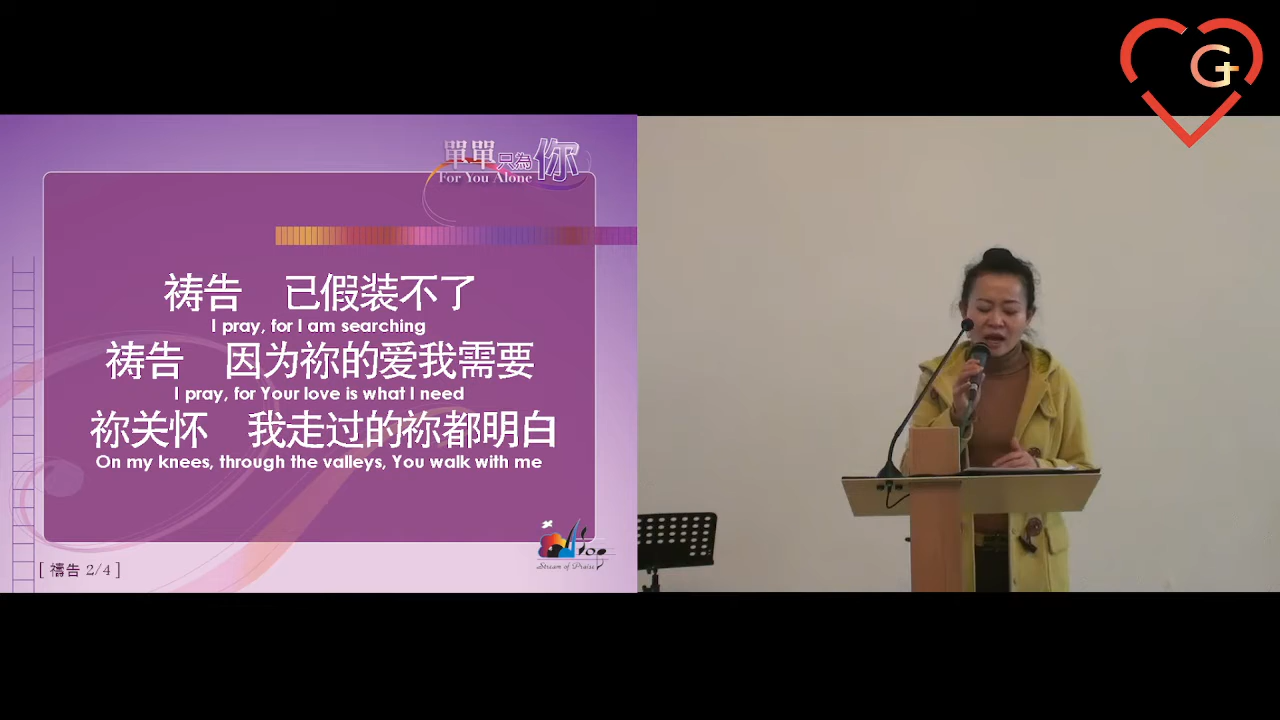 G
單單只為你
For You Alone
祷告 已假装不了
I pray, for I am searching
祷告 因为祢的爱我需要
I pray, for Your love is what I need
祢关怀 我走过的祢都明白
On my knees, through the valleys, You walk with me
Stream of Praise
[ 禱告 2/4 ]